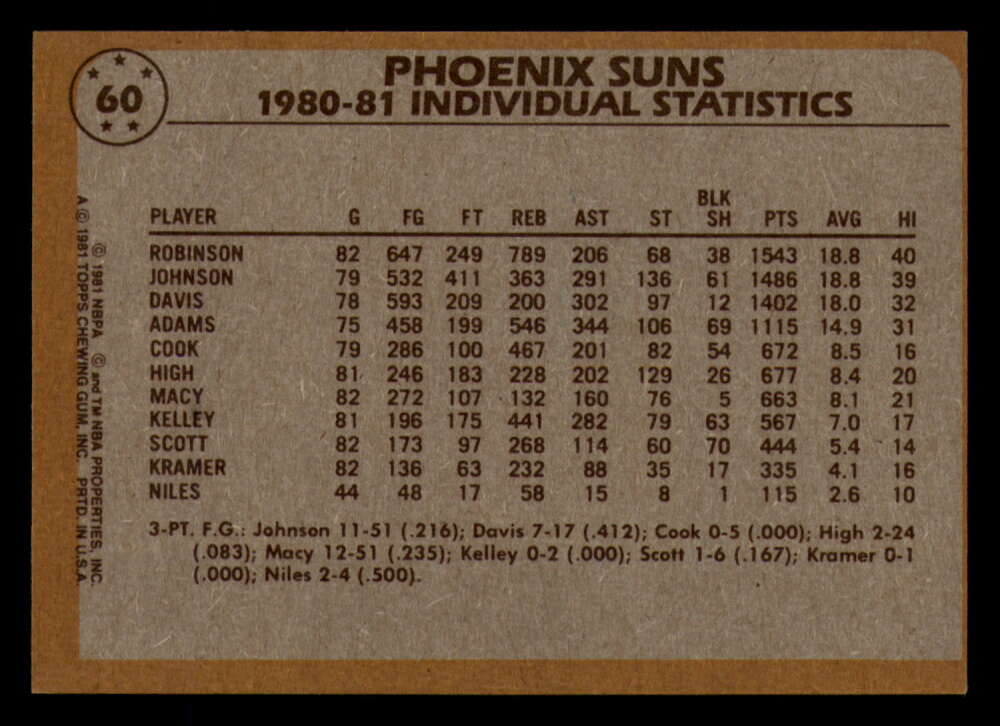 60
PHOENIX SUNS
1980-81 INDIVIDUAL STATISTICS
PLAYER G FG FT REB AST ST BLK SH PTS AVG HI
ROBINSON 82 647 249 789 206 68 38 1543 18.8 40
JOHNSON 79 532 411 363 291 136 61 1486 18.8 39
DAVIS 78 593 209 200 302 97 12 1402 18.0 32
ADAMS 75 458 199 546 344 106 69 1115 14.9 31
COOK 79 286 100 467 201 82 54 672 8.5 16
HIGH 81 246 183 228 202 129 26 677 8.4 20
MACY 82 272 107 132 160 76 5 663 8.1 21
KELLEY 81 196 175 441 282 79 63 567 7.0 17
SCOTT 82 173 97 268 114 60 70 444 5.4 14
KRAMER 82 136 63 232 88 35 17 335 4.1 16
NILES 44 48 17 58 15 8 1 115 2.6 10
3-PT. F.G.: Johnson 11-51 (.216); Davis 7-17 (.412); Cook 0-5 (.000); High 2-24
(.083); Macy 12-51 (.235); Kelley 0-2 (.000); Scott 1-6 (.167); Kramer 0-1
(.000); Niles 2-4 (.500).
© 1981 NBPA © and TM NBA PROPERTIES, INC.
A © 1981 TOPPS CHEWING GUM, INC. PRTD. IN U.S.A